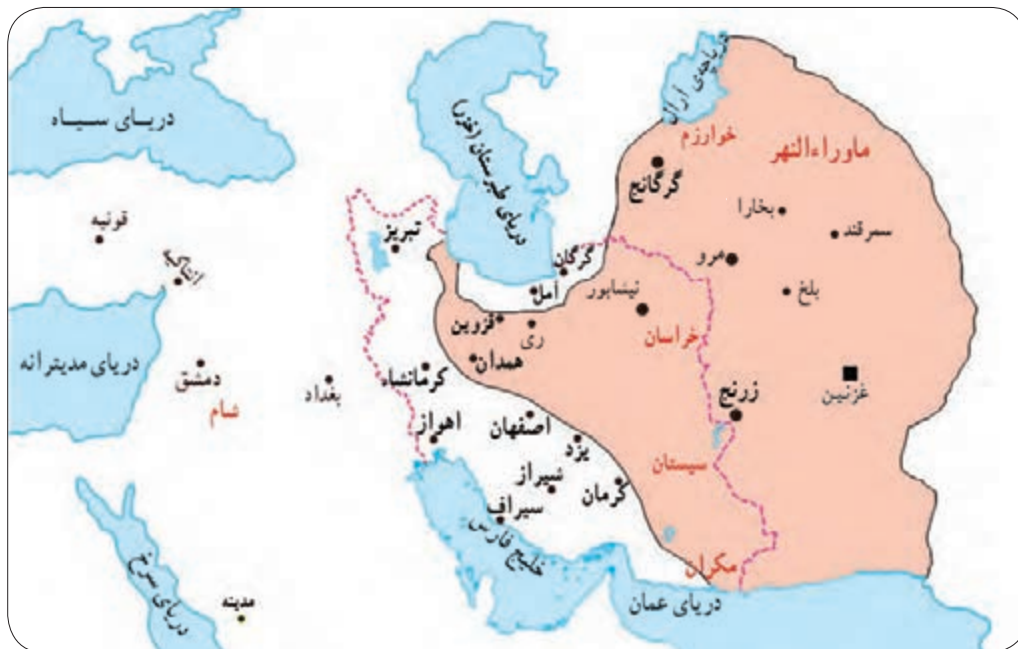 دریای سیاه
دریای طبرستان (خزر)
دریاچه‌ی آرال
خوارزم
ماوراءالنهر
گرگانج
بخارا
سمرقند
قونیه
تبریز
مرو
گرگان
انتاکیه
آمل
نیشابور
بلخ
قزوین
ری
خراسان
دریای مدیترانه
همدان
دمشق
کرمانشاه
بغداد
غزنین
شام
زرنج
اهواز
اصفهان
یزد
سیستان
شیراز
کرمان
سیراف
خلیج فارس
مکران
دریای سرخ
مدینه
دریای عمان